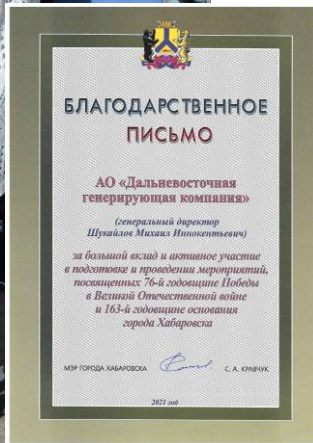 БЛАГОДАРСТВЕННОЕ
ПИСЬМО
АО «Дальневосточная
генерирующая компания»
(генеральный директор
Шукайлов Михаил Иннокентьевич)
за большой вклад и активное участие
в подготовке и проведении мероприятий,
посвященных 76-й годовщине Победы
в Великой Отечественной войне
и 163-й годовщине основания
города Хабаровска
МЭР ГОРОДА ХАБАРОВСКА С. А. КРАВЧУК
2021 год